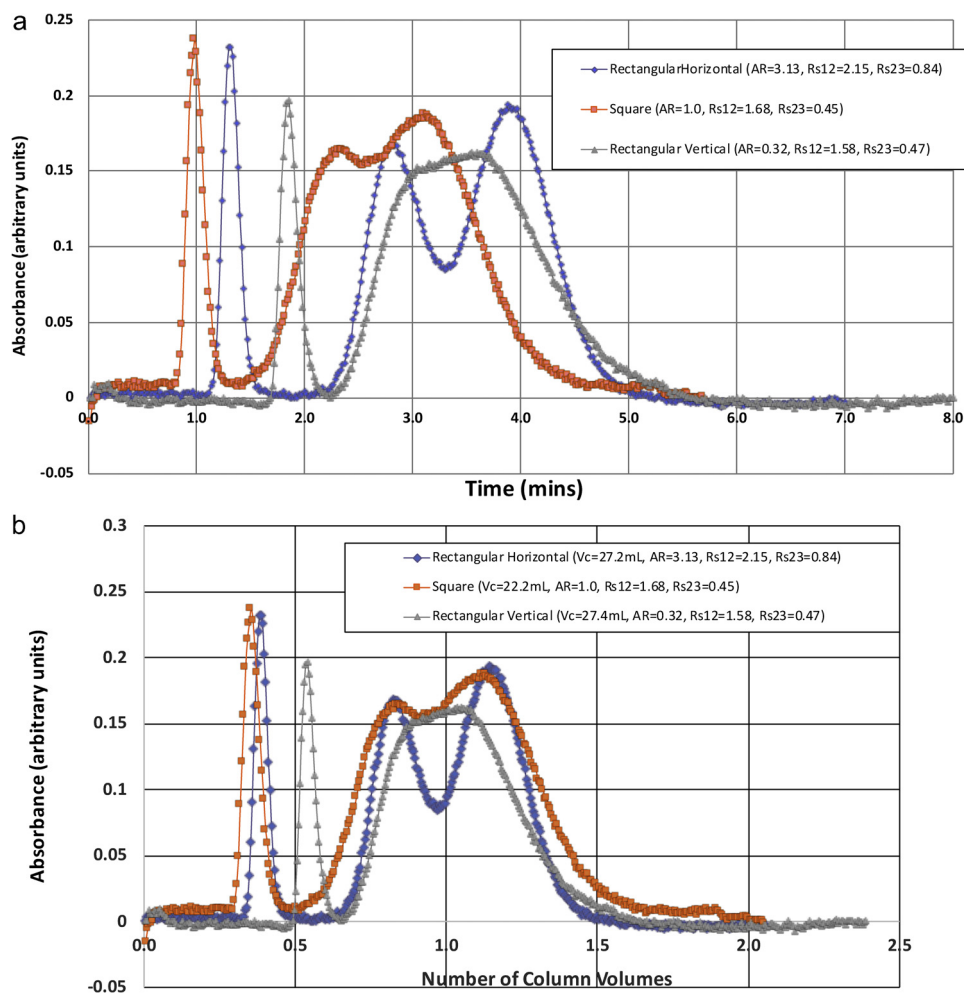 a
0.25
0.2
0.15
0.1
0.05
0
-0.05
Absorbance (arbitrary units)
RectangularHorizontal (AR=3.13, Rs12=2.15, Rs23=0.84)
Square (AR=1.0, Rs12=1.68, Rs23=0.45)
Rectangular Vertical (AR=0.32, Rs12=1.58, Rs23=0.47)
0.0 1.0 2.0 3.0 4.0 5.0 6.0 7.0 8.0
Time (mins)
b
0.3
0.25
0.2
0.15
0.1
0.05
0
-0.05
Absorbance (arbitrary units)
Rectangular Horizontal (Vc=27.2mL, AR=3.13, Rs12=2.15, Rs23=0.84)
Square (Vc=22.2mL, AR=1.0, Rs12=1.68, Rs23=0.45)
Rectangular Vertical (Vc=27.4mL, AR=0.32, Rs12=1.58, Rs23=0.47)
0.0 0.5 1.0 1.5 2.0 2.5
Number of Column Volumes